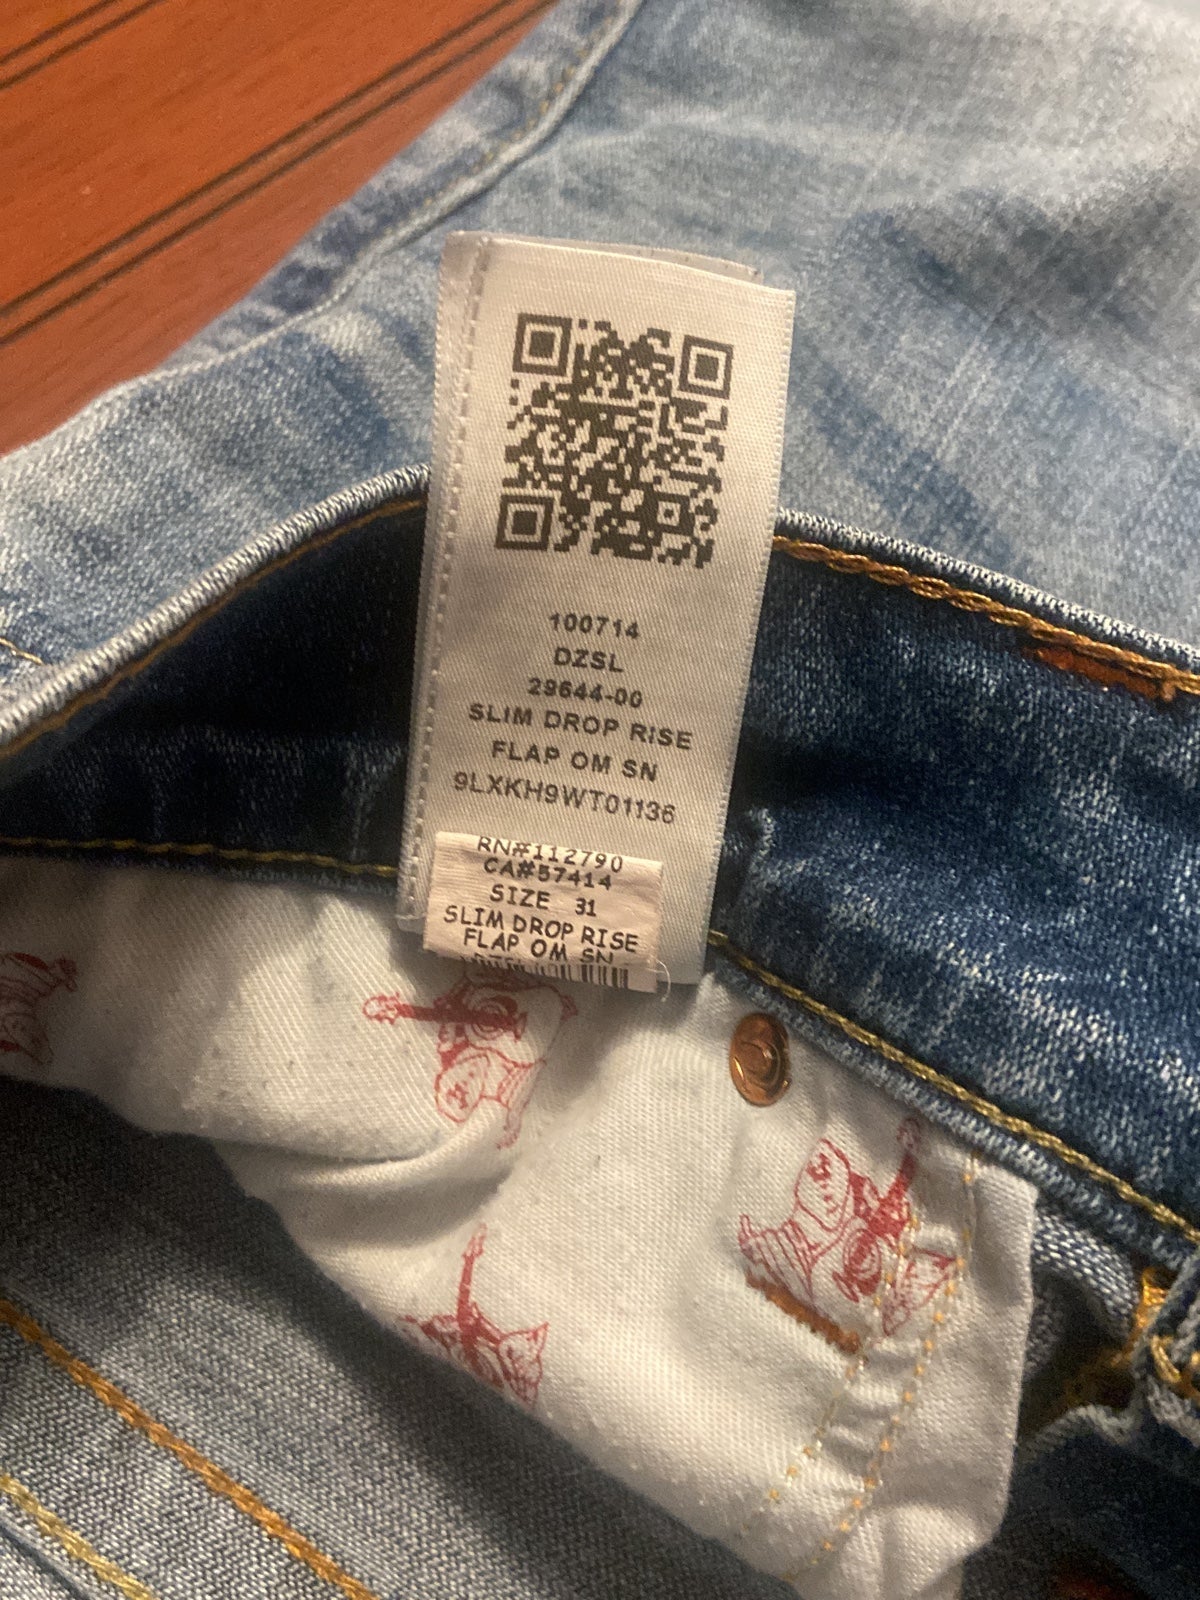 100714
DZSL
29644-00
SLIM DROP RISE
FLAP OM SN
9LXKH9WT01136
RN#112790
CA#57414
SIZE 31
SLIM DROP RISE
FLAP OM SN